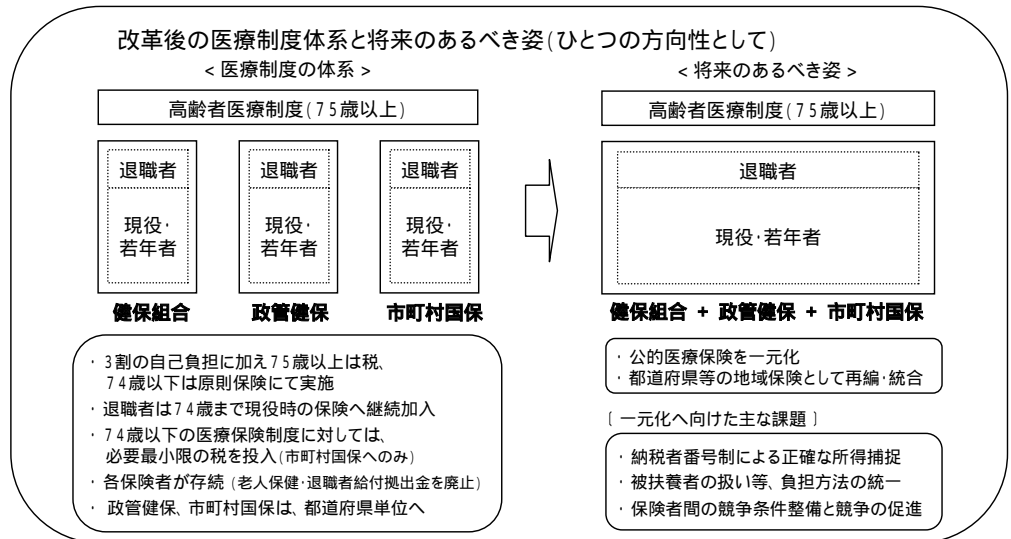 改革後の医療制度体系と将来のあるべき姿(ひとつの方向性として)
<医療制度の体系>
高齢者医療制度(75歳以上)
退職者
現役・
若年者
健保組合
退職者
現役・
若年者
政管健保
退職者
現役・
若年者
市町村国保
・3割の自己負担に加え75歳以上は税、
74歳以下は原則保険にて実施
・退職者は74歳まで現役時の保険へ継続加入
・74歳以下の医療保険制度に対しては、
必要最小限の税を投入(市町村国保へのみ)
・各保険者が存続(老人保健・退職者給付拠出金を廃止)
・政管健保、市町村国保は、都道府県単位へ
<将来のあるべき姿>
高齢者医療制度(75歳以上)
退職者
現役・若年者
健保組合 + 政管健保 + 市町村国保
・公的医療保険を一元化
・都道府県等の地域保険として再編・統合
〔一元化へ向けた主な課題〕
・納税者番号制による正確な所得捕捉
・被扶養者の扱い等、負担方法の統一
・保険者間の競争条件整備と競争の促進